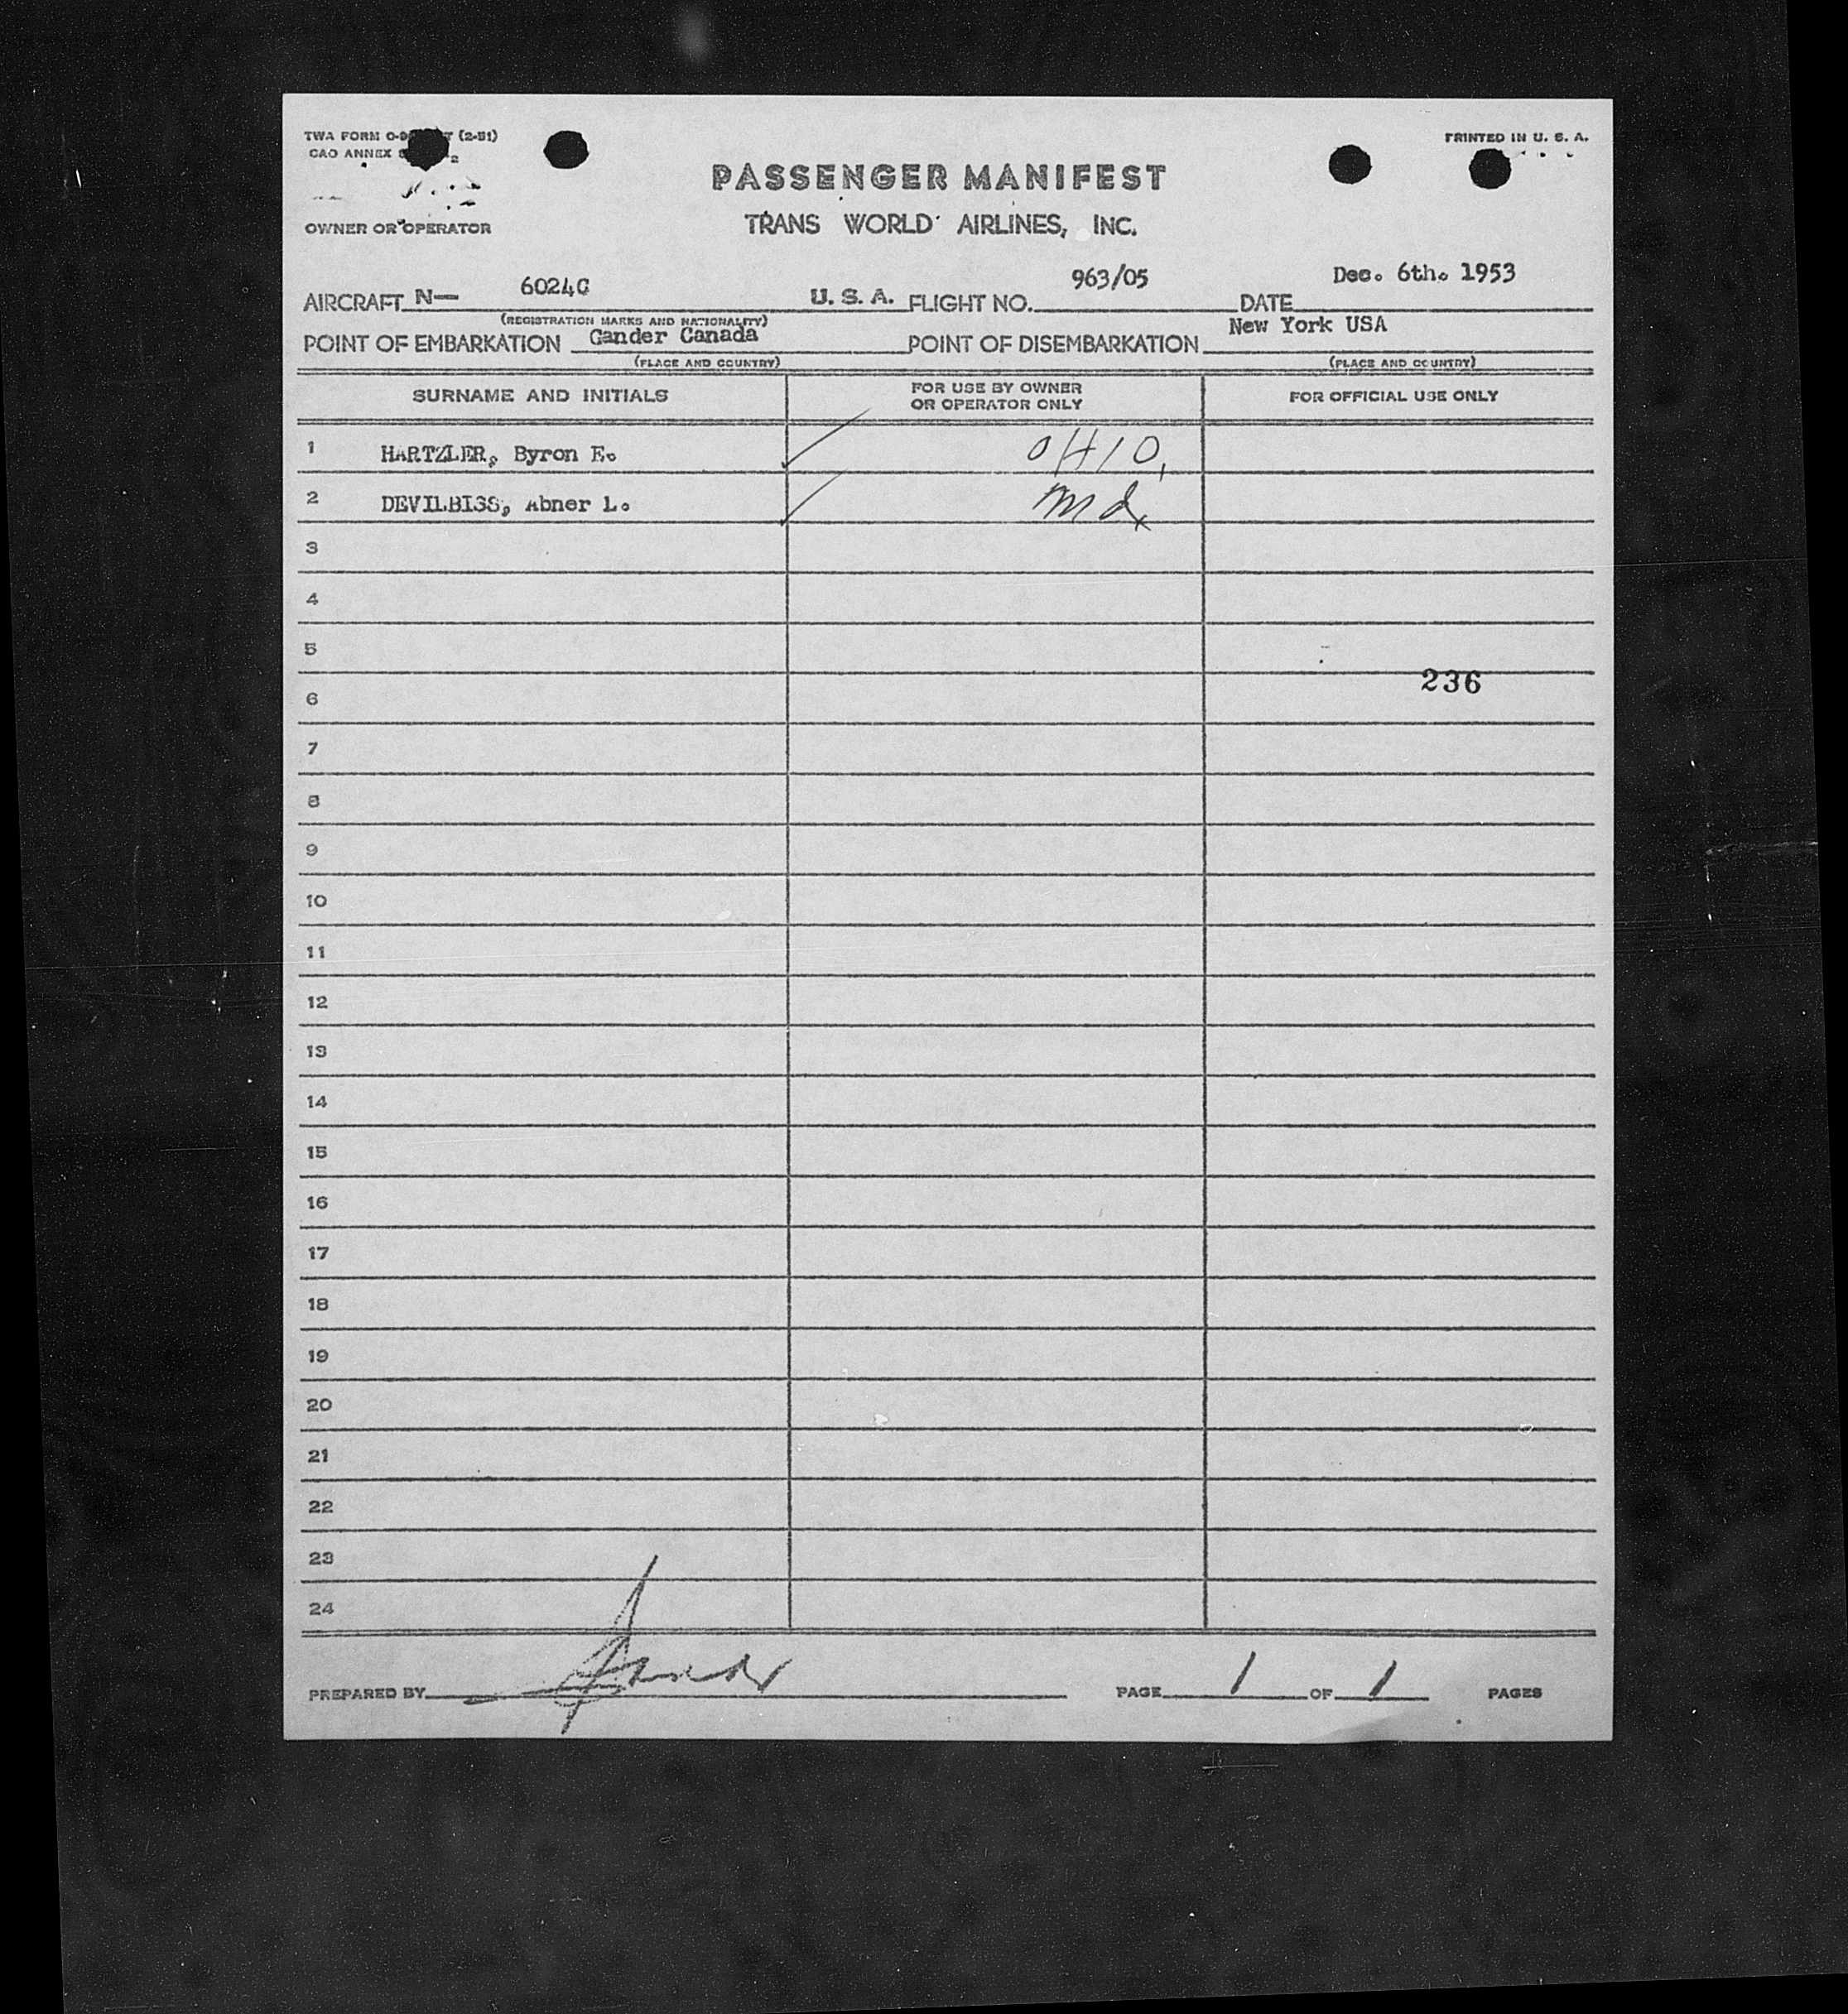 TWA FORM (2-51)
CAO ANNEX
PRINTED IN U. S. A.
PASSENGER MANIFEST
OWNER OR OPERATOR
TRANS WORLD AIRLINES, INC.
AIRCRAFT N— 6024C U. S. A. FLIGHT NO. 963/05 DATE Dec. 6th. 1953
(REGISTRATION MARKS AND NATIONALITY)
POINT OF EMBARKATION Gander Canada POINT OF DISEMBARKATION New York USA
(PLACE AND COUNTRY) (PLACE AND COUNTRY)
SURNAME AND INITIALS FOR USE BY OWNER OR OPERATOR ONLY FOR OFFICIAL USE ONLY
1 HARTZLER, Byron E. OHIO,
2 DEVILBISS, Abner L. Md.
3
4
5
236
6
7
8
9
10
11
12
13
14
15
16
17
18
19
20
21
22
23
24
PREPARED BY PAGE 1 OF 1 PAGES